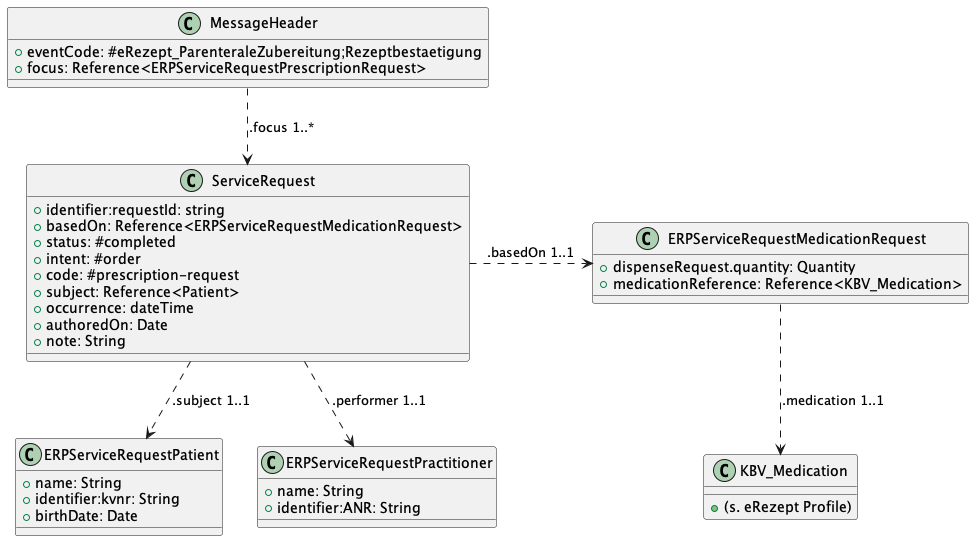 C MessageHeader
eventCode: #eRezept_ParenteraleZubereitung;Rezeptbestaetigung
focus: Reference<ERPServiceRequestPrescriptionRequest>
.focus 1..*
C ServiceRequest
identifier:requestId: string
basedOn: Reference<ERPServiceRequestMedicationRequest>
status: #completed
intent: #order
code: #prescription-request
subject: Reference<Patient>
occurrence: dateTime
authoredOn: Date
note: String
.basedOn 1..1
C ERPServiceRequestMedicationRequest
dispenseRequest.quantity: Quantity
medicationReference: Reference<KBV_Medication>
.subject 1..1
.performer 1..1
.medication 1..1
C ERPServiceRequestPatient
name: String
identifier:kvnr: String
birthDate: Date
C ERPServiceRequestPractitioner
name: String
identifier:ANR: String
C KBV_Medication
(s. eRezept Profile)